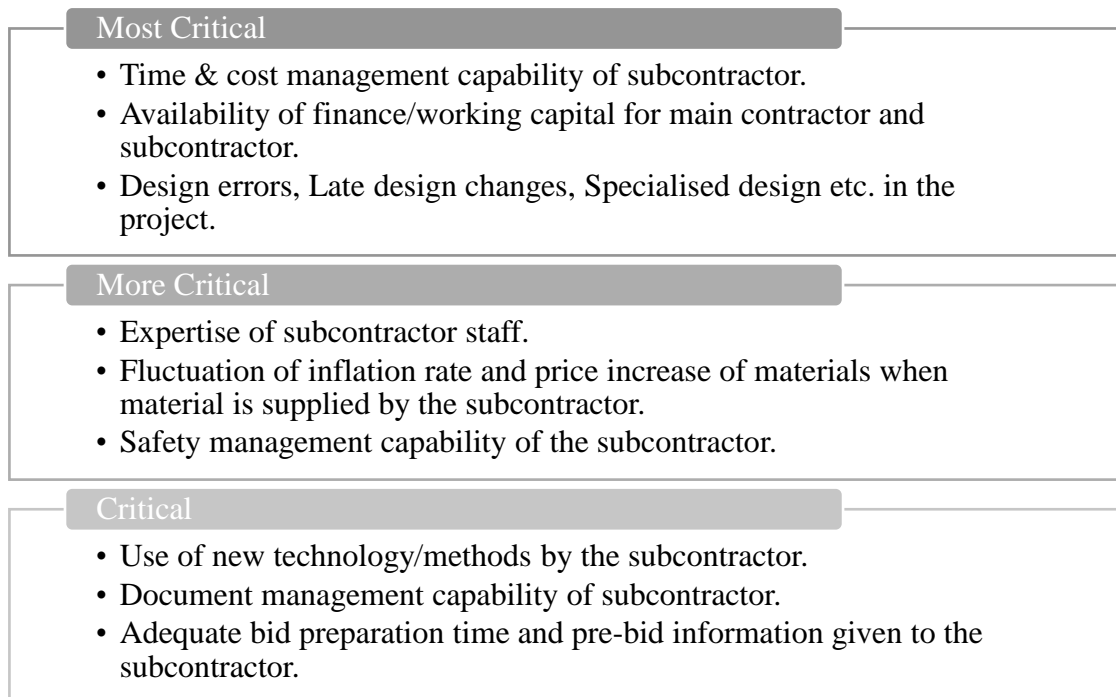 Most Critical
• Time & cost management capability of subcontractor.
• Availability of finance/working capital for main contractor and
subcontractor.
• Design errors, Late design changes, Specialised design etc. in the
project.
More Critical
• Expertise of subcontractor staff.
• Fluctuation of inflation rate and price increase of materials when
material is supplied by the subcontractor.
• Safety management capability of the subcontractor.
Critical
• Use of new technology/methods by the subcontractor.
• Document management capability of subcontractor.
• Adequate bid preparation time and pre-bid information given to the
subcontractor.